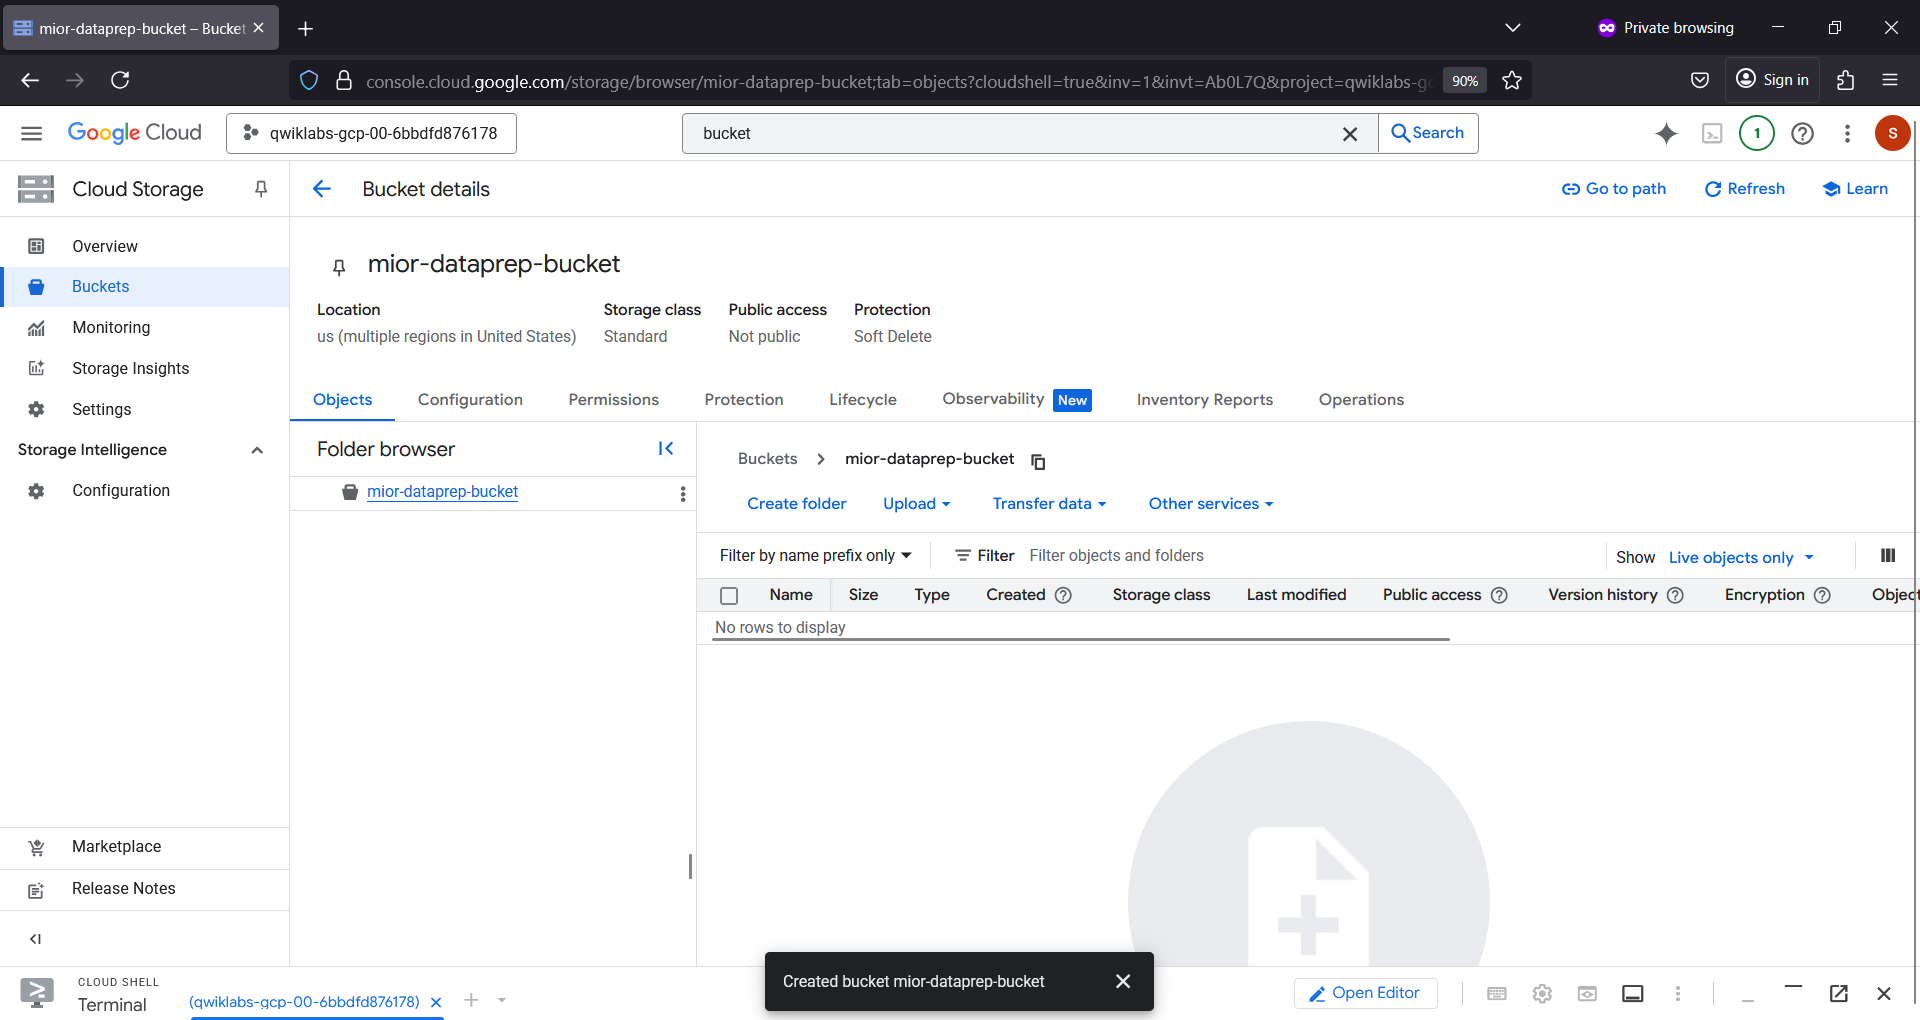 mior-dataprep-bucket – Bucket
Private browsing
console.cloud.google.com/storage/browser/mior-dataprep-bucket;tab=objects?cloudshell=true&inv=1&invt=Ab0L7Q&project=qwiklabs-gc
90%
Sign in
Google Cloud
qwiklabs-gcp-00-6bbdfd876178
bucket
Search
1
S
Cloud Storage
Bucket details
Go to path
Refresh
Learn
Overview
Buckets
Monitoring
Storage Insights
Settings
Storage Intelligence
Configuration
Marketplace
Release Notes
mior-dataprep-bucket
Location
us (multiple regions in United States)
Storage class
Standard
Public access
Not public
Protection
Soft Delete
Objects Configuration Permissions Protection Lifecycle Observability New Inventory Reports Operations
Folder browser
mior-dataprep-bucket
Buckets > mior-dataprep-bucket
Create folder Upload Transfer data Other services
Filter by name prefix only Filter Filter objects and folders Show Live objects only
Name Size Type Created Storage class Last modified Public access Version history Encryption Object
No rows to display
Created bucket mior-dataprep-bucket
CLOUD SHELL
Terminal
(qwiklabs-gcp-00-6bbdfd876178)
Open Editor